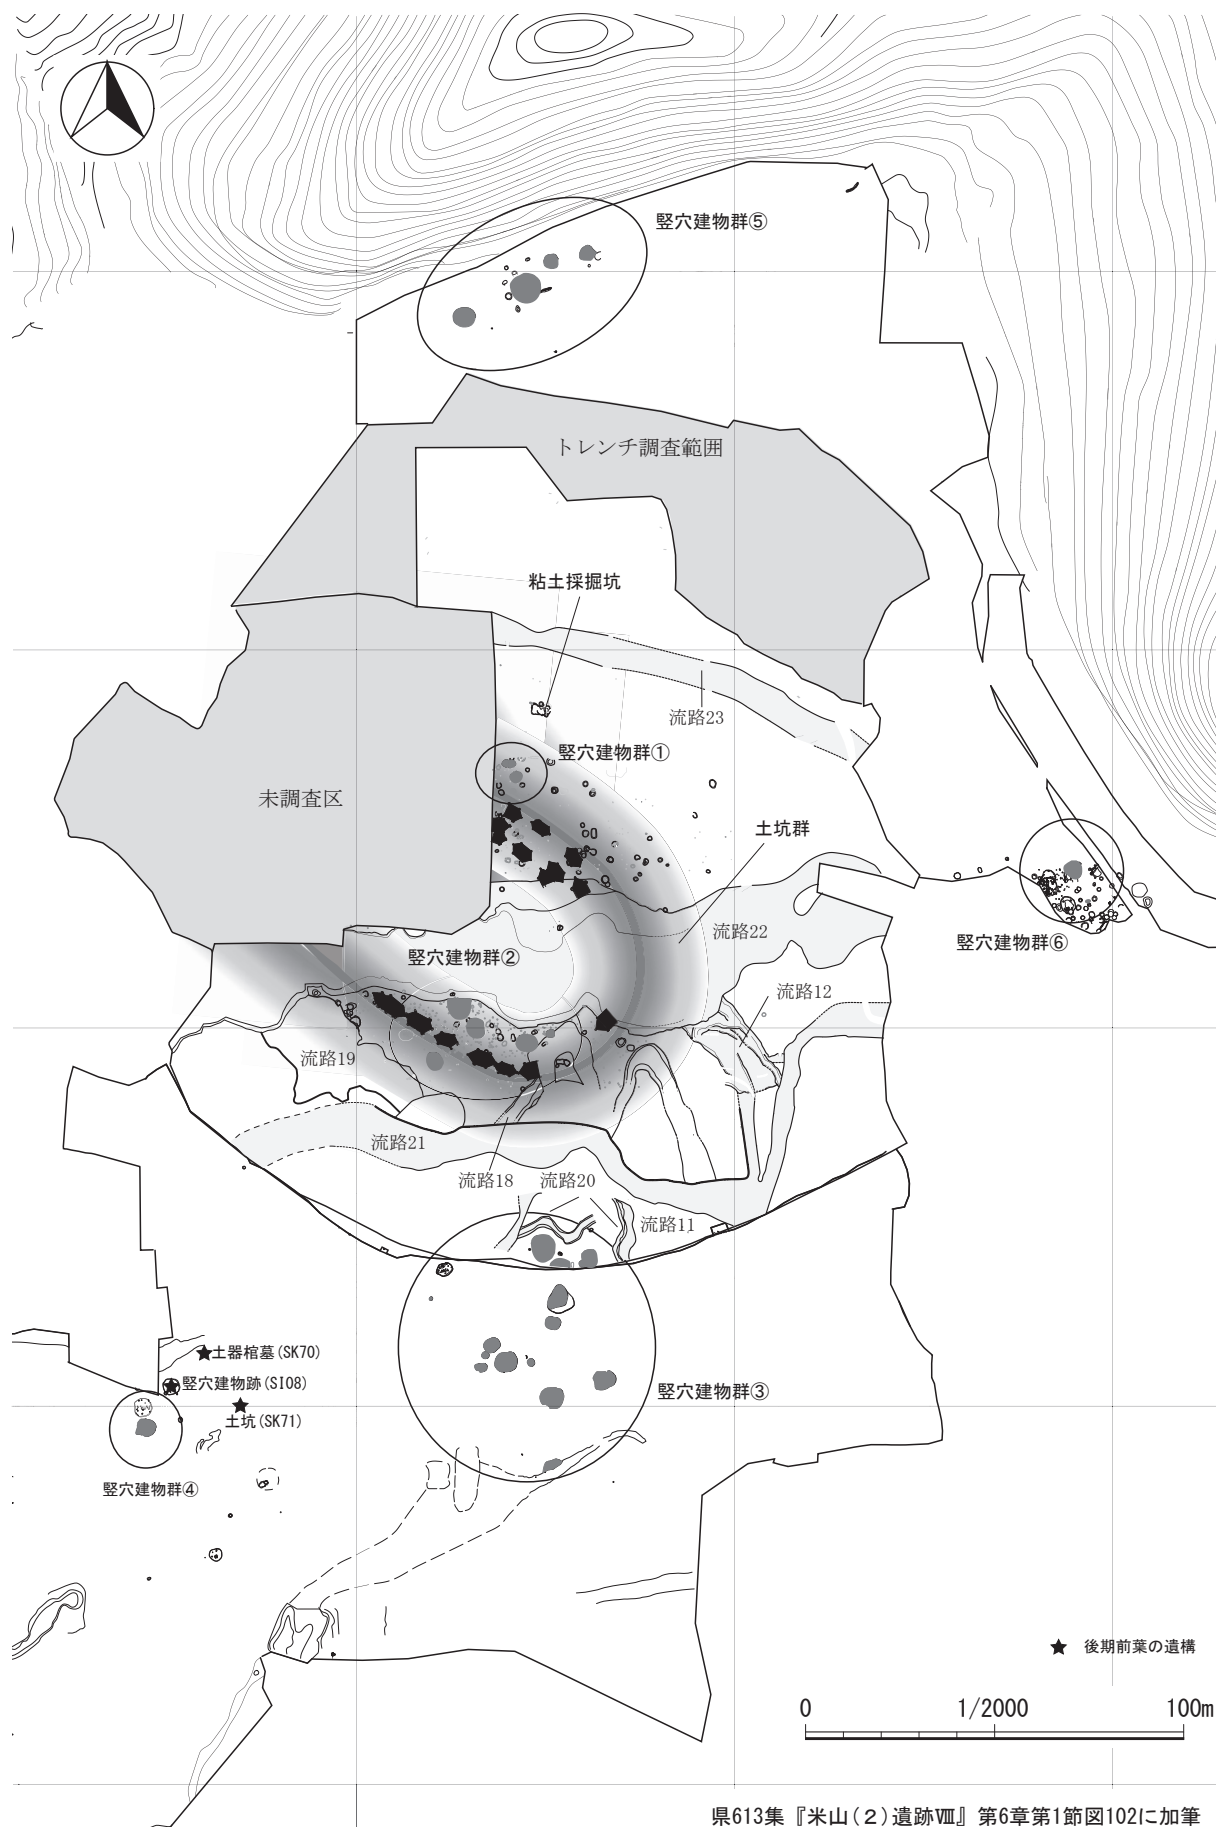 竪穴建物群⑤
トレンチ調査範囲
粘土採掘坑
流路23
竪穴建物群①
未調査区
土坑群
流路22
竪穴建物群②
竪穴建物群⑥
流路12
流路19
流路21
流路18
流路20
流路11
土器棺墓(SK70)
竪穴建物跡(SI08)
竪穴建物群③
土坑(SK71)
竪穴建物群④
★ 後期前葉の遺構
0 1/2000 100m
県613集『米山(2)遺跡Ⅷ』第6章第1節図102に加筆